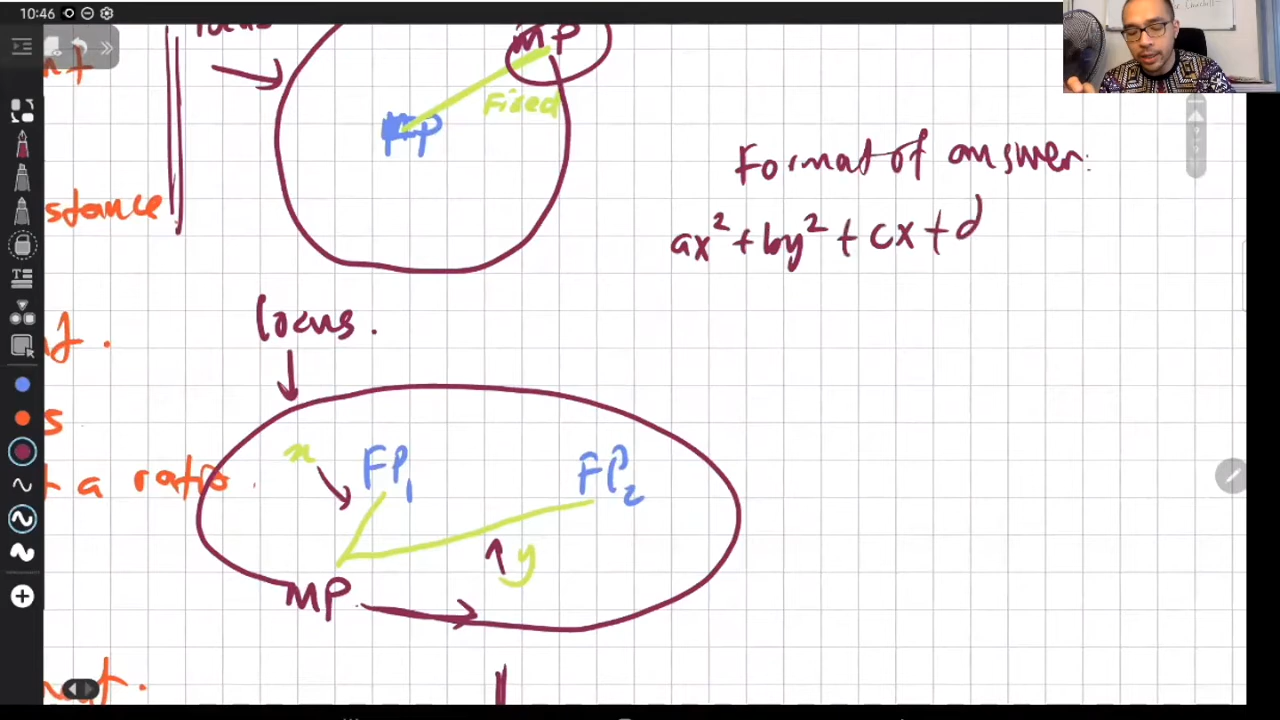 10:46
MP
Fixed
FP
stance
Format of answer:
ax² + by² + cx + d
locus.
x
FP₁
FP₂
t a ratio.
y
MP